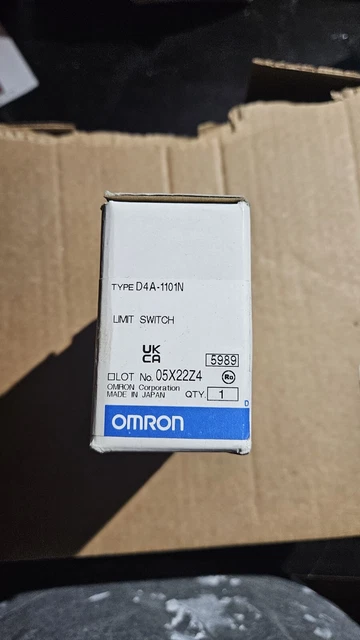 TYPE D4A-1101N
LIMIT SWITCH
UK
CA
5989
LOT No. 05X22Z4
Ro
OMRON Corporation
MADE IN JAPAN
QTY. 1
D
OMRON